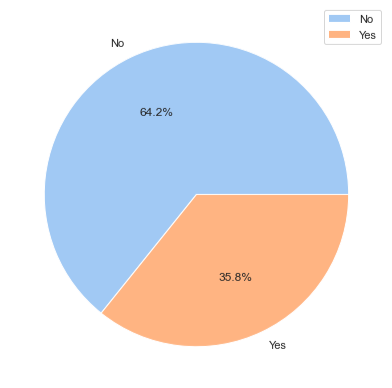 No
Yes
No
64.2%
35.8%
Yes